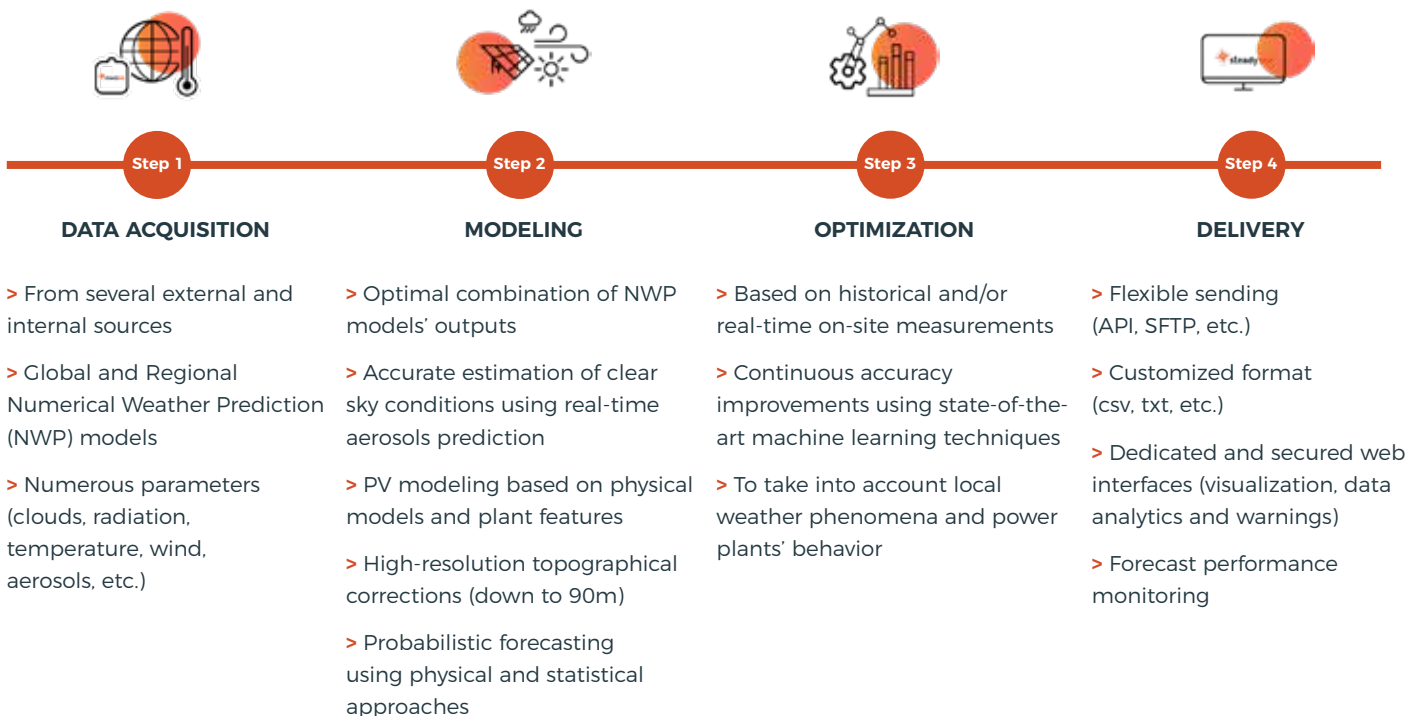 steady
Step 1
Step 2
Step 3
Step 4
DATA ACQUISITION
> From several external and
internal sources
> Global and Regional
Numerical Weather Prediction
(NWP) models
> Numerous parameters
(clouds, radiation,
temperature, wind,
aerosols, etc.)
MODELING
> Optimal combination of NWP
models’ outputs
> Accurate estimation of clear
sky conditions using real-time
aerosols prediction
> PV modeling based on physical
models and plant features
> High-resolution topographical
corrections (down to 90m)
> Probabilistic forecasting
using physical and statistical
approaches
OPTIMIZATION
> Based on historical and/or
real-time on-site measurements
> Continuous accuracy
improvements using state-of-the-
art machine learning techniques
> To take into account local
weather phenomena and power
plants’ behavior
DELIVERY
> Flexible sending
(API, SFTP, etc.)
> Customized format
(csv, txt, etc.)
> Dedicated and secured web
interfaces (visualization, data
analytics and warnings)
> Forecast performance
monitoring